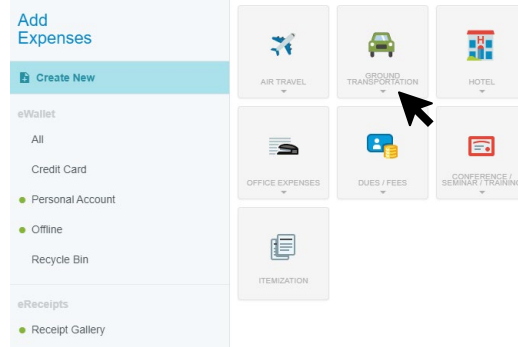 Add
Expenses
Create New
eWallet
All
Credit Card
Personal Account
Offline
Recycle Bin
eReceipts
Receipt Gallery
AIR TRAVEL
GROUND
TRANSPORTATION
H
HOTEL
OFFICE EXPENSES
DUES / FEES
CONFERENCE /
SEMINAR / TRAINING
ITEMIZATION